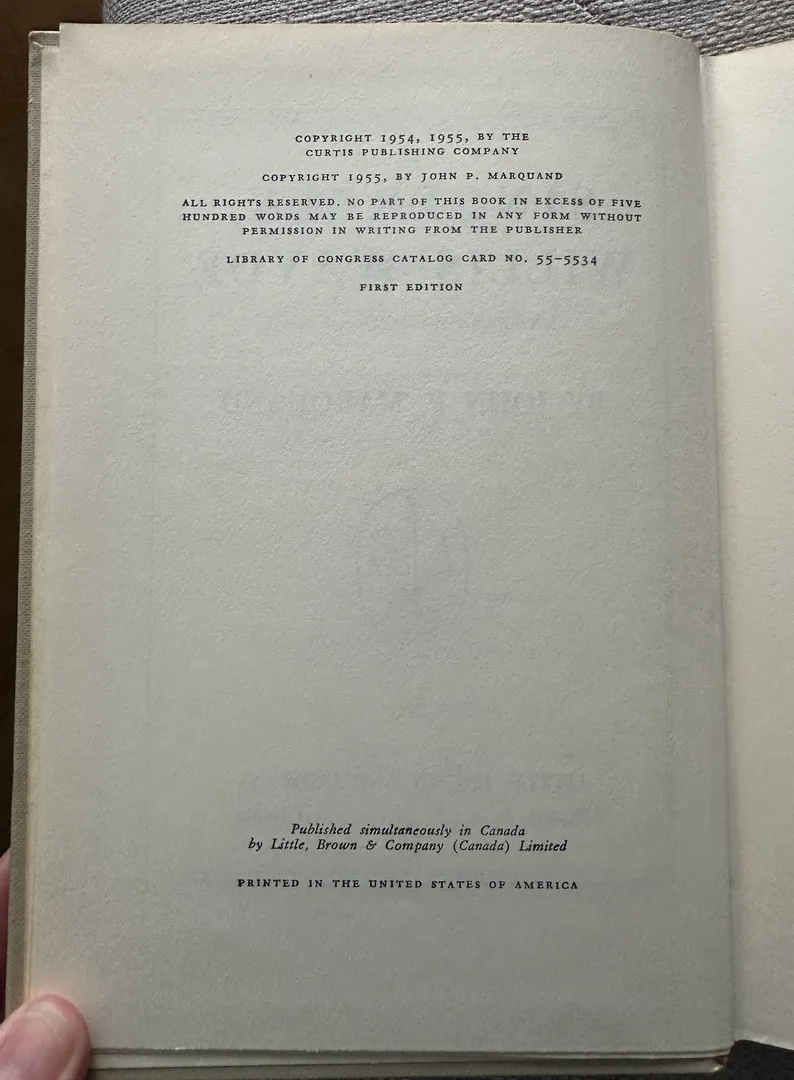 COPYRIGHT 1954, 1955, BY THE
CURTIS PUBLISHING COMPANY
COPYRIGHT 1955, BY JOHN P. MARQUAND
ALL RIGHTS RESERVED. NO PART OF THIS BOOK IN EXCESS OF FIVE
HUNDRED WORDS MAY BE REPRODUCED IN ANY FORM WITHOUT
PERMISSION IN WRITING FROM THE PUBLISHER
LIBRARY OF CONGRESS CATALOG CARD NO. 55-5534
FIRST EDITION
Published simultaneously in Canada
by Little, Brown & Company (Canada) Limited
PRINTED IN THE UNITED STATES OF AMERICA